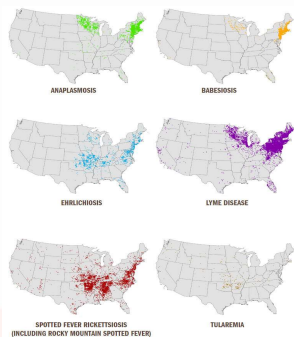 ANAPLASMOSIS
BABESIOSIS
EHRLICHIOSIS
LYME DISEASE
SPOTTED FEVER RICKETTSIOSIS
(INCLUDING ROCKY MOUNTAIN SPOTTED FEVER)
TULAREMIA